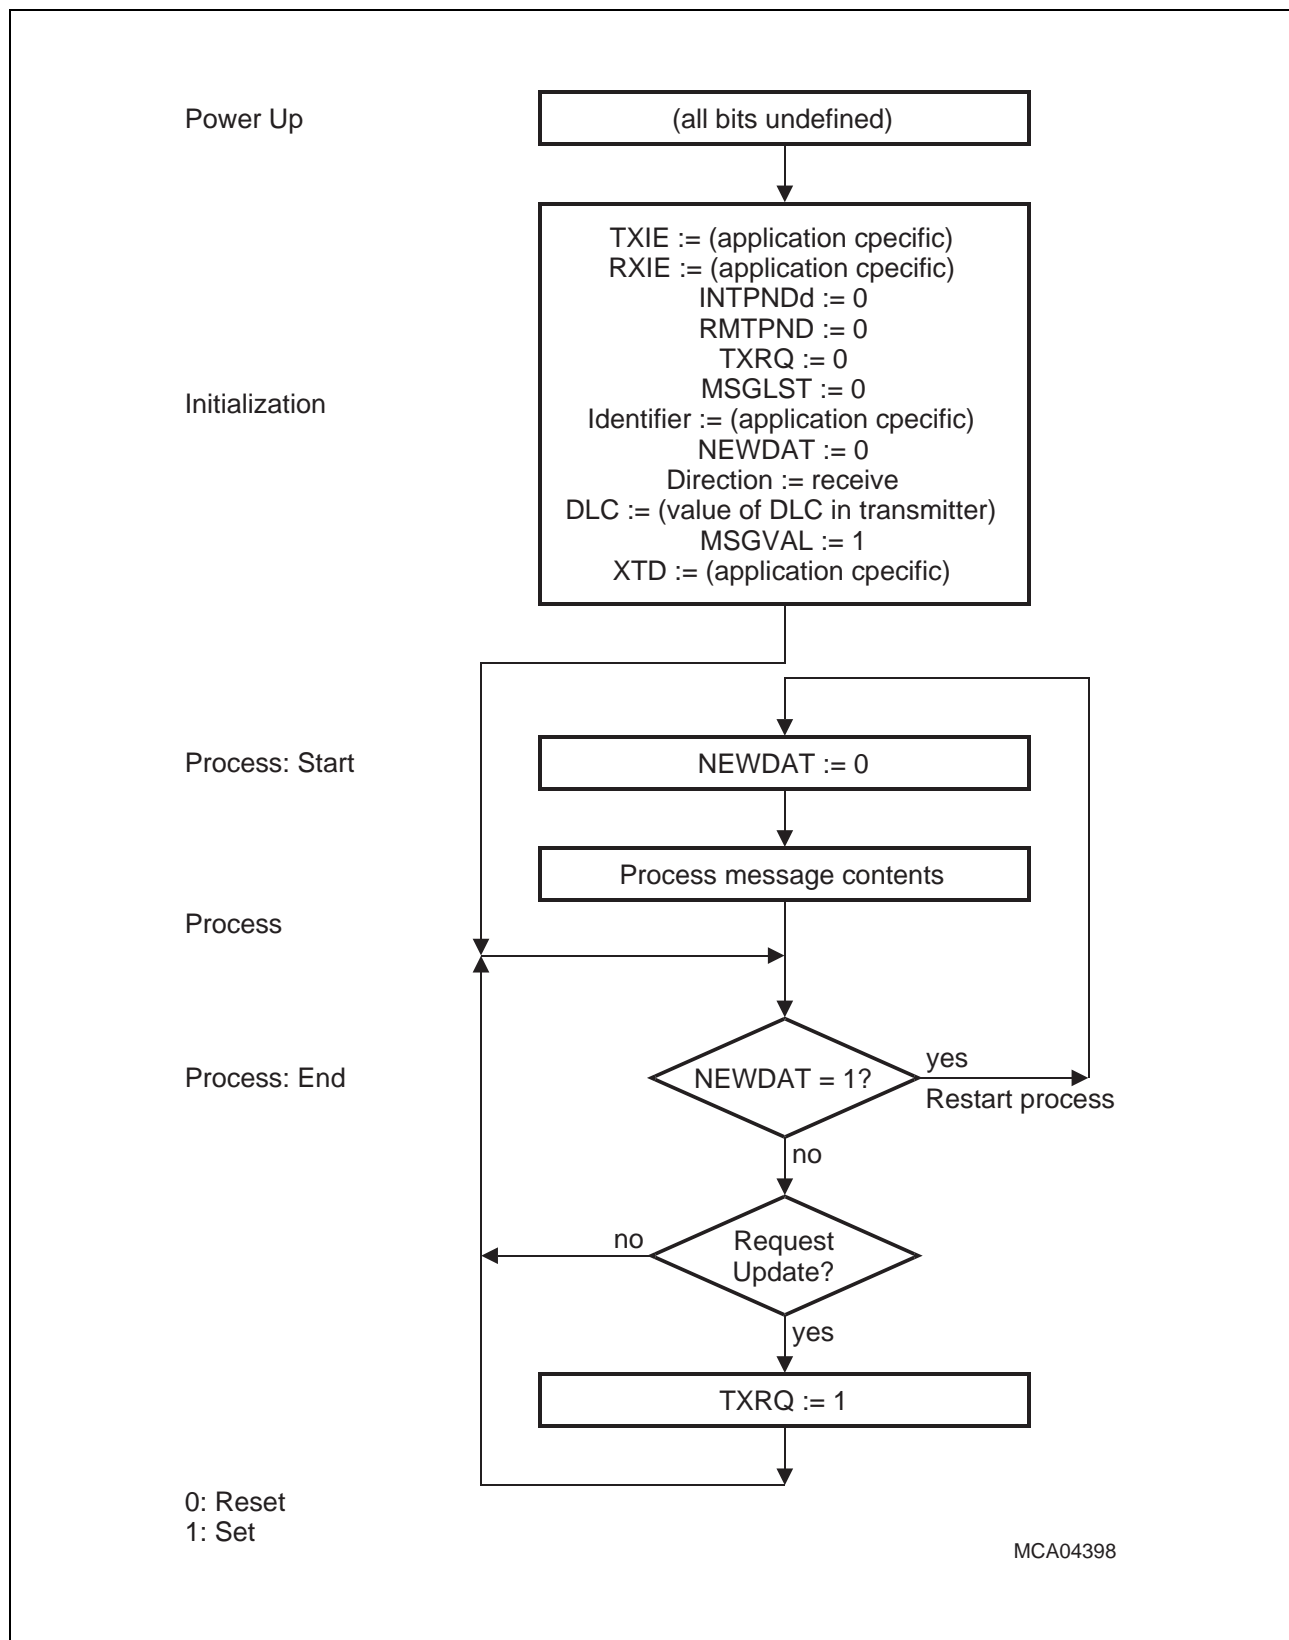 Power Up
(all bits undefined)
TXIE := (application cpecific)
RXIE := (application cpecific)
INTPNDd := 0
RMTPND := 0
TXRQ := 0
MSGLST := 0
Initialization
Identifier := (application cpecific)
NEWDAT := 0
Direction := receive
DLC := (value of DLC in transmitter)
MSGVAL := 1
XTD := (application cpecific)
Process: Start
NEWDAT := 0
Process message contents
Process
Process: End
NEWDAT = 1?
yes
Restart process
no
no
Request
Update?
yes
TXRQ := 1
0: Reset
1: Set
MCA04398